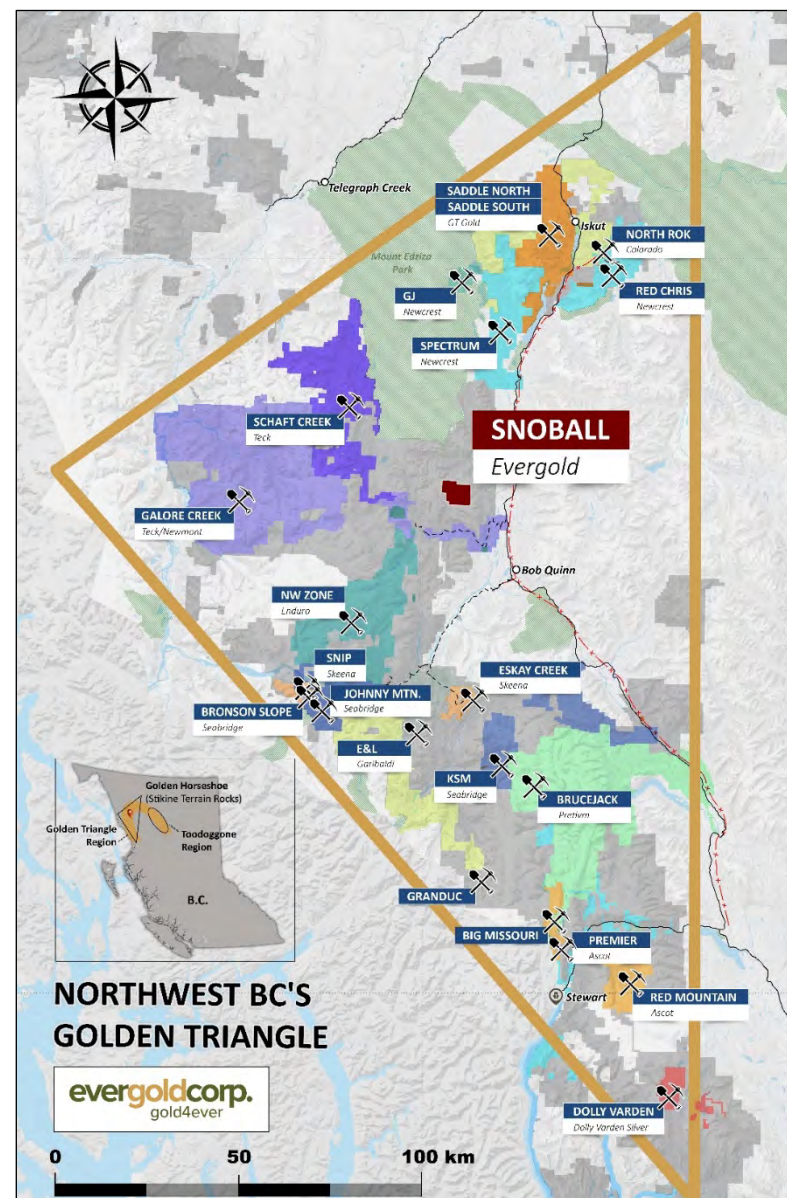 Telegraph Creek
SADDLE NORTH
SADDLE SOUTH
GT Gold
Iskut
NORTH ROK
Colorado
Mount Edziza
Park
GJ
Newcrest
RED CHRIS
Newcrest
SPECTRUM
Newcrest
SCHAFT CREEK
Teck
SNOBALL
Evergold
GALORE CREEK
Teck/Newmont
Bob Quinn
NW ZONE
Enduro
SNIP
Skeena
ESKAY CREEK
Skeena
JOHNNY MTN.
Seabridge
BRONSON SLOPE
Seabridge
E&L
Garibaldi
KSM
Seabridge
BRUCEJACK
Pretivm
Golden Horseshoe
(Stikine Terrain Rocks)
Golden Triangle
Region
Toodoggone
Region
B.C.
GRANDUC
BIG MISSOURI
PREMIER
Ascot
Stewart
RED MOUNTAIN
Ascot
NORTHWEST BC'S
GOLDEN TRIANGLE
evergoldcorp.
gold4ever
DOLLY VARDEN
Dolly Varden Silver
0 50 100 km